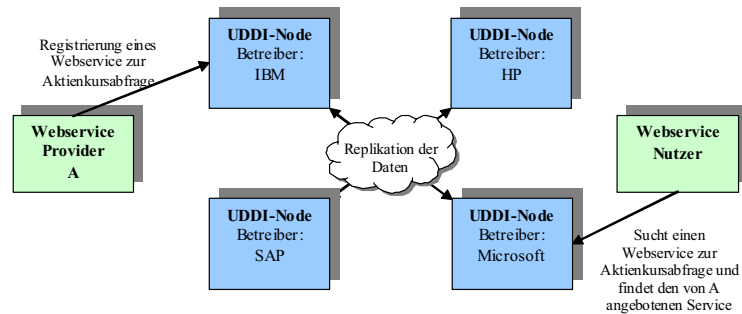 Registrierung eines
Webservice zur
Aktienkursabfrage
UDDI-Node
Betreiber:
IBM
UDDI-Node
Betreiber:
HP
Webservice
Provider
A
Replikation der
Daten
Webservice
Nutzer
UDDI-Node
Betreiber:
SAP
UDDI-Node
Betreiber:
Microsoft
Sucht einen
Webservice zur
Aktienkursabfrage und
findet den von A
angebotenen Service